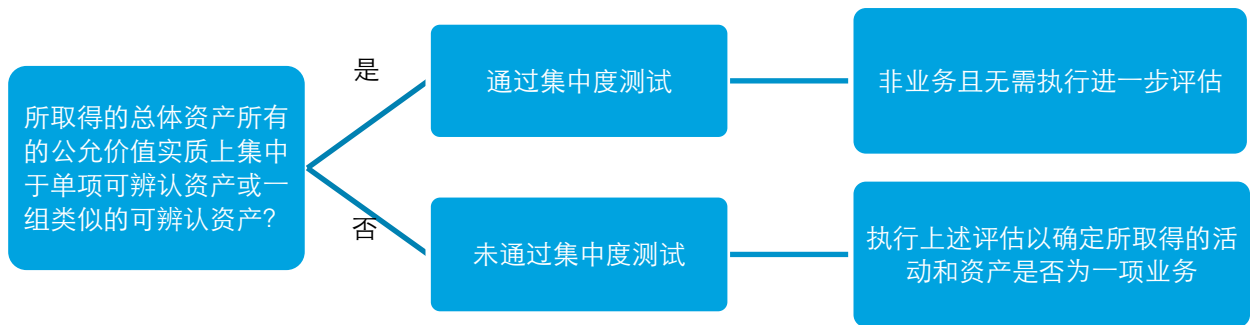 所取得的总体资产所有
的公允价值实质上集中
于单项可辨认资产或一
组类似的可辨认资产？
是
通过集中度测试
非业务且无需执行进一步评估
否
未通过集中度测试
执行上述评估以确定所取得的活
动和资产是否为一项业务